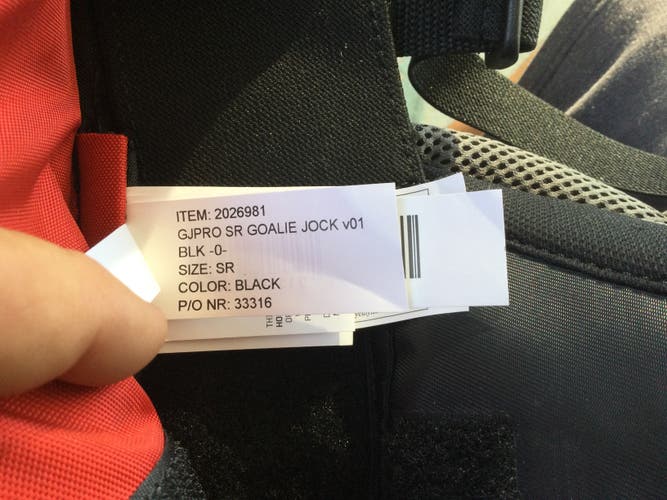 ITEM: 2026981
GJPRO SR GOALIE JOCK v01
BLK -0-
SIZE: SR
COLOR: BLACK
P/O NR: 33316